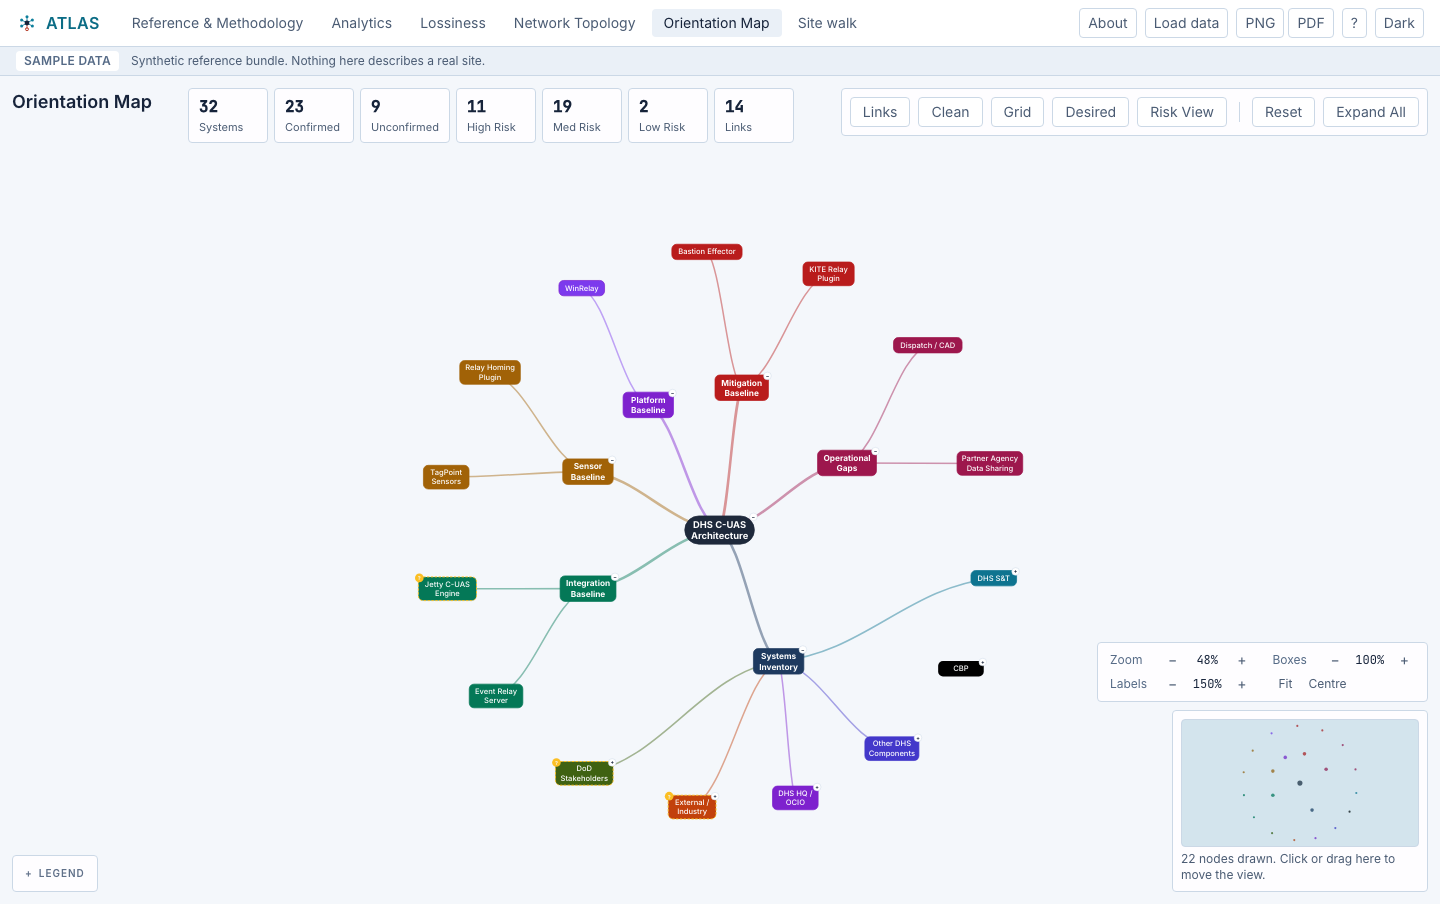 ATLAS
Reference & Methodology
Analytics
Lossiness
Network Topology
Orientation Map
Site walk
About
Load data
PNG
PDF
?
Dark
SAMPLE DATA
Synthetic reference bundle. Nothing here describes a real site.
Orientation Map
32
Systems
23
Confirmed
9
Unconfirmed
11
High Risk
19
Med Risk
2
Low Risk
14
Links
Links
Clean
Grid
Desired
Risk View
Reset
Expand All
Bastion Effector
KITE Relay
Plugin
WinRelay
Dispatch / CAD
Relay Homing
Plugin
Mitigation
Baseline
Platform
Baseline
Operational
Gaps
Partner Agency
Data Sharing
Sensor
Baseline
TagPoint
Sensors
DHS C-UAS
Architecture
Jetty C-UAS
Engine
Integration
Baseline
DHS S&T
Systems
Inventory
CBP
Event Relay
Server
Other DHS
Components
DoD
Stakeholders
External /
Industry
DHS HQ /
OCIO
Zoom − 48% + Boxes − 100% +
Labels − 150% + Fit Centre
22 nodes drawn. Click or drag here to
move the view.
+ LEGEND